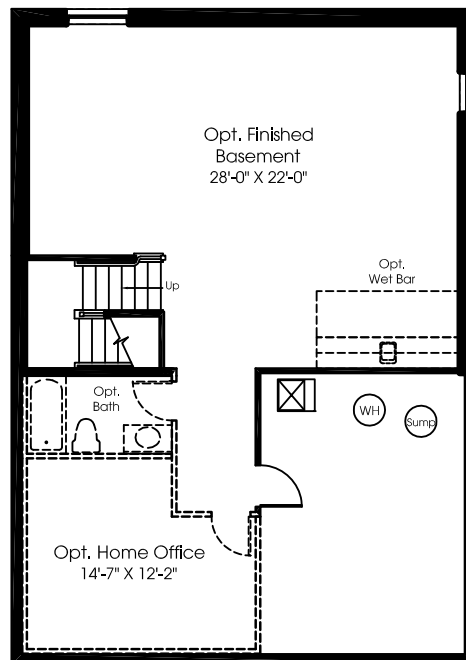 Opt. Finished
Basement
28'-0" X 22'-0"
Up
Opt.
Wet Bar
Opt.
Bath
WH
Sump
Opt. Home Office
14'-7" X 12'-2"